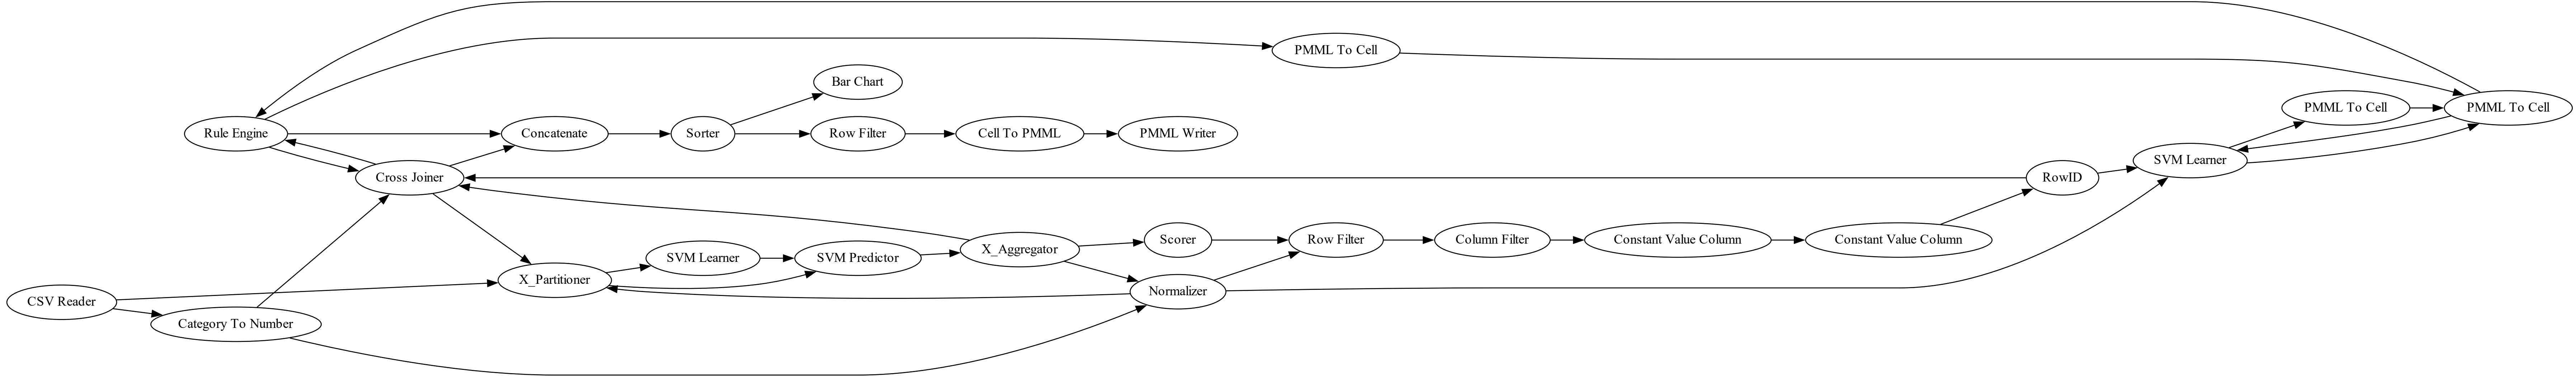 PMML To Cell
Bar Chart
PMML To Cell
PMML To Cell
Rule Engine
Concatenate
Sorter
Row Filter
Cell To PMML
PMML Writer
SVM Learner
Cross Joiner
RowID
Scorer
Row Filter
Column Filter
Constant Value Column
Constant Value Column
X_Aggregator
SVM Learner
SVM Predictor
X_Partitioner
Normalizer
CSV Reader
Category To Number